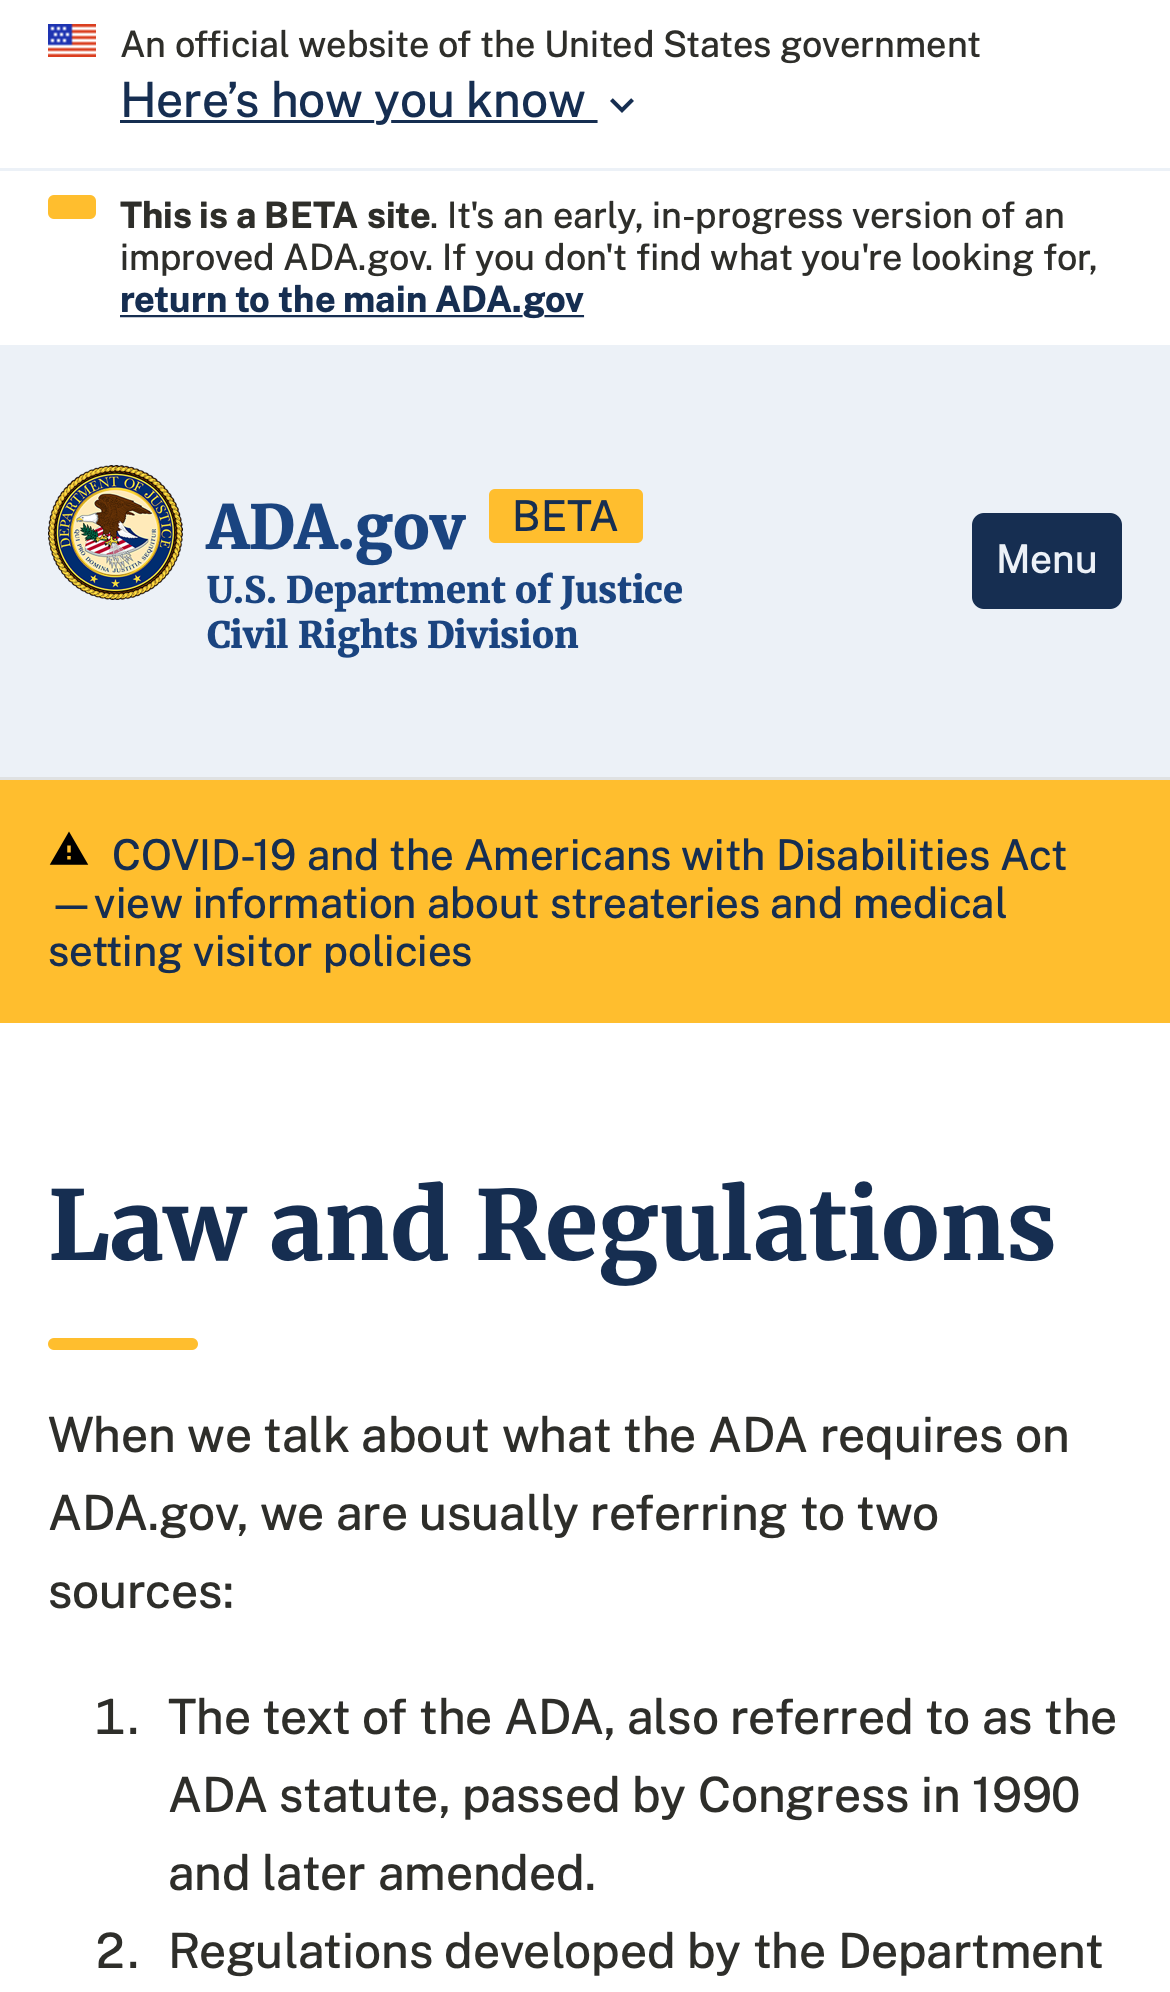 An official website of the United States government
Here’s how you know
This is a BETA site. It's an early, in-progress version of an
improved ADA.gov. If you don't find what you're looking for,
return to the main ADA.gov
DEPARTMENT OF JUSTICE
QUI PRO DOMINA JUSTITIA SEQUITUR
ADA.gov BETA
U.S. Department of Justice
Civil Rights Division
Menu
COVID-19 and the Americans with Disabilities Act
—view information about streateries and medical
setting visitor policies
Law and Regulations
When we talk about what the ADA requires on
ADA.gov, we are usually referring to two
sources:
1. The text of the ADA, also referred to as the
ADA statute, passed by Congress in 1990
and later amended.
2. Regulations developed by the Department